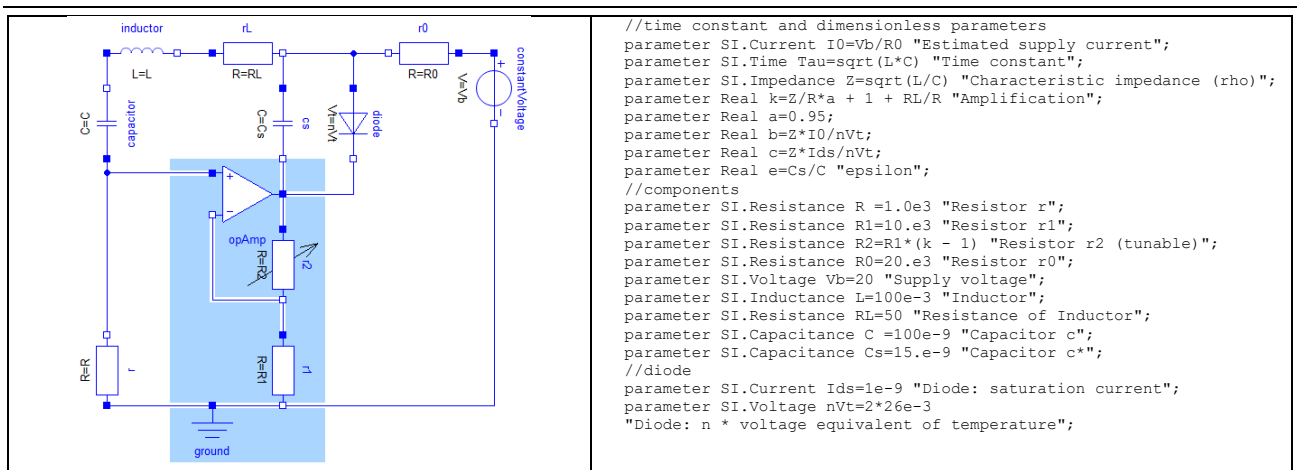 inductor
rL
r0
L=L
R=RL
R=R0
constantVoltage
+
V=Vb
−
C=C
capacitor
C=Cs
cs
Vt=nVt
diode
+
−
opAmp
R=R2
r2
R=R
r
R=R1
r1
ground
//time constant and dimensionless parameters
parameter SI.Current I0=Vb/R0 "Estimated supply current";
parameter SI.Time Tau=sqrt(L*C) "Time constant";
parameter SI.Impedance Z=sqrt(L/C) "Characteristic impedance (rho)";
parameter Real k=Z/R*a + 1 + RL/R "Amplification";
parameter Real a=0.95;
parameter Real b=Z*I0/nVt;
parameter Real c=Z*Ids/nVt;
parameter Real e=Cs/C "epsilon";
//components
parameter SI.Resistance R =1.0e3 "Resistor r";
parameter SI.Resistance R1=10.e3 "Resistor r1";
parameter SI.Resistance R2=R1*(k - 1) "Resistor r2 (tunable)";
parameter SI.Resistance R0=20.e3 "Resistor r0";
parameter SI.Voltage Vb=20 "Supply voltage";
parameter SI.Inductance L=100e-3 "Inductor";
parameter SI.Resistance RL=50 "Resistance of Inductor";
parameter SI.Capacitance C =100e-9 "Capacitor c";
parameter SI.Capacitance Cs=15.e-9 "Capacitor c*";
//diode
parameter SI.Current Ids=1e-9 "Diode: saturation current";
parameter SI.Voltage nVt=2*26e-3
"Diode: n * voltage equivalent of temperature";